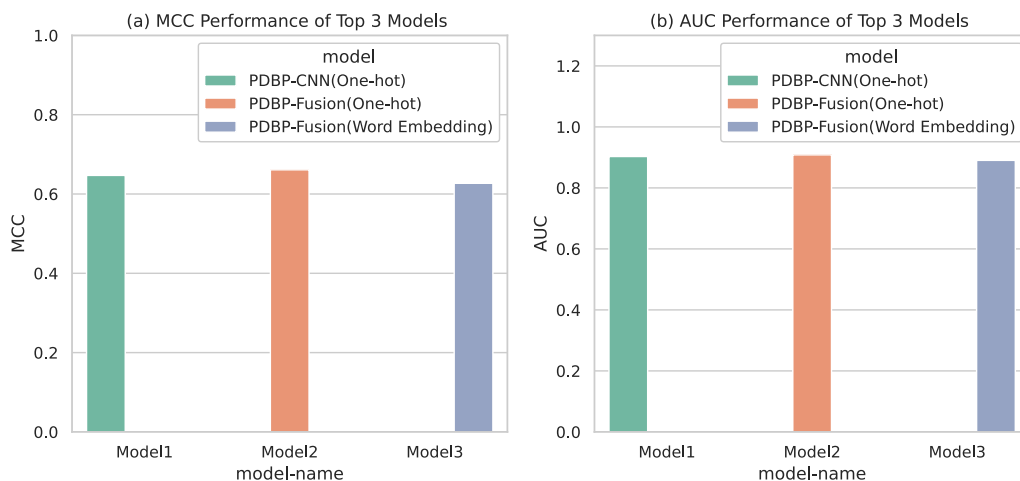 (a) MCC Performance of Top 3 Models
1.0
0.8
0.6
0.4
0.2
0.0
MCC
model
PDBP-CNN(One-hot)
PDBP-Fusion(One-hot)
PDBP-Fusion(Word Embedding)
Model1 Model2 Model3
model-name
(b) AUC Performance of Top 3 Models
1.2
1.0
0.8
0.6
0.4
0.2
0.0
AUC
model
PDBP-CNN(One-hot)
PDBP-Fusion(One-hot)
PDBP-Fusion(Word Embedding)
Model1 Model2 Model3
model-name